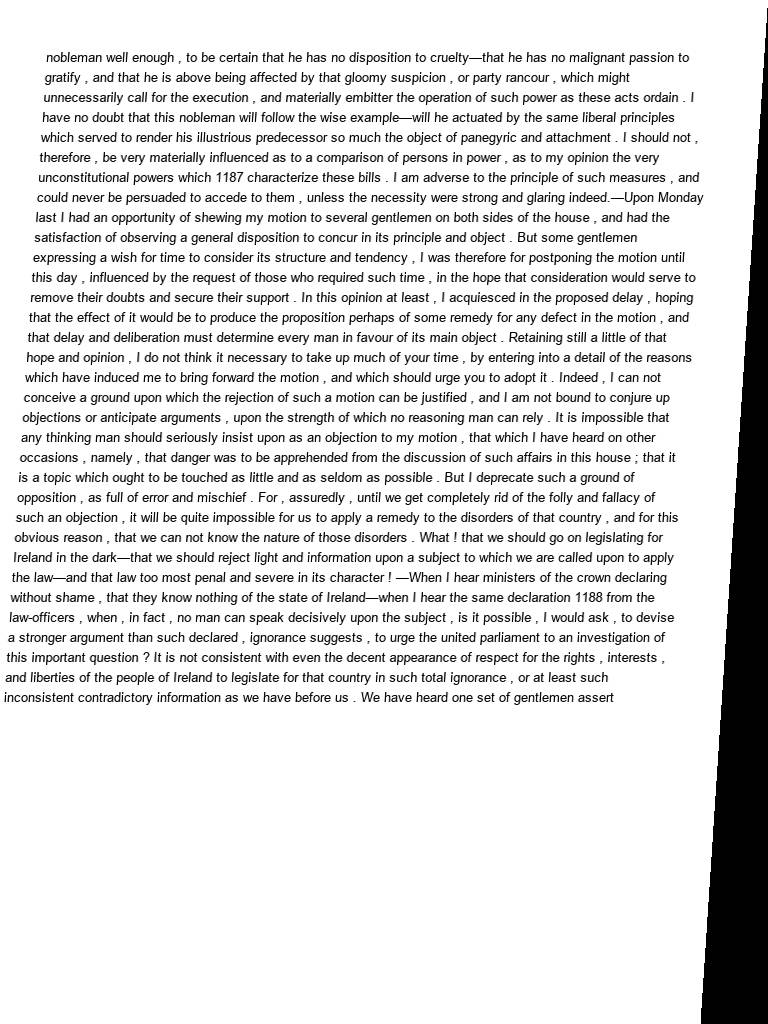 nobleman well enough , to be certain that he has no disposition to cruelty—that he has no malignant passion to
gratify , and that he is above being affected by that gloomy suspicion , or party rancour , which might
unnecessarily call for the execution , and materially embitter the operation of such power as these acts ordain . I
have no doubt that this nobleman will follow the wise example—will he actuated by the same liberal principles
which served to render his illustrious predecessor so much the object of panegyric and attachment . I should not ,
therefore , be very materially influenced as to a comparison of persons in power , as to my opinion the very
unconstitutional powers which 1187 characterize these bills . I am adverse to the principle of such measures , and
could never be persuaded to accede to them , unless the necessity were strong and glaring indeed.—Upon Monday
last I had an opportunity of shewing my motion to several gentlemen on both sides of the house , and had the
satisfaction of observing a general disposition to concur in its principle and object . But some gentlemen
expressing a wish for time to consider its structure and tendency , I was therefore for postponing the motion until
this day , influenced by the request of those who required such time , in the hope that consideration would serve to
remove their doubts and secure their support . In this opinion at least , I acquiesced in the proposed delay , hoping
that the effect of it would be to produce the proposition perhaps of some remedy for any defect in the motion , and
that delay and deliberation must determine every man in favour of its main object . Retaining still a little of that
hope and opinion , I do not think it necessary to take up much of your time , by entering into a detail of the reasons
which have induced me to bring forward the motion , and which should urge you to adopt it . Indeed , I can not
conceive a ground upon which the rejection of such a motion can be justified , and I am not bound to conjure up
objections or anticipate arguments , upon the strength of which no reasoning man can rely . It is impossible that
any thinking man should seriously insist upon as an objection to my motion , that which I have heard on other
occasions , namely , that danger was to be apprehended from the discussion of such affairs in this house ; that it
is a topic which ought to be touched as little and as seldom as possible . But I deprecate such a ground of
opposition , as full of error and mischief . For , assuredly , until we get completely rid of the folly and fallacy of
such an objection , it will be quite impossible for us to apply a remedy to the disorders of that country , and for this
obvious reason , that we can not know the nature of those disorders . What ! that we should go on legislating for
Ireland in the dark—that we should reject light and information upon a subject to which we are called upon to apply
the law—and that law too most penal and severe in its character ! —When I hear ministers of the crown declaring
without shame , that they know nothing of the state of Ireland—when I hear the same declaration 1188 from the
law-officers , when , in fact , no man can speak decisively upon the subject , is it possible , I would ask , to devise
a stronger argument than such declared , ignorance suggests , to urge the united parliament to an investigation of
this important question ? It is not consistent with even the decent appearance of respect for the rights , interests ,
and liberties of the people of Ireland to legislate for that country in such total ignorance , or at least such
inconsistent contradictory information as we have before us . We have heard one set of gentlemen assert